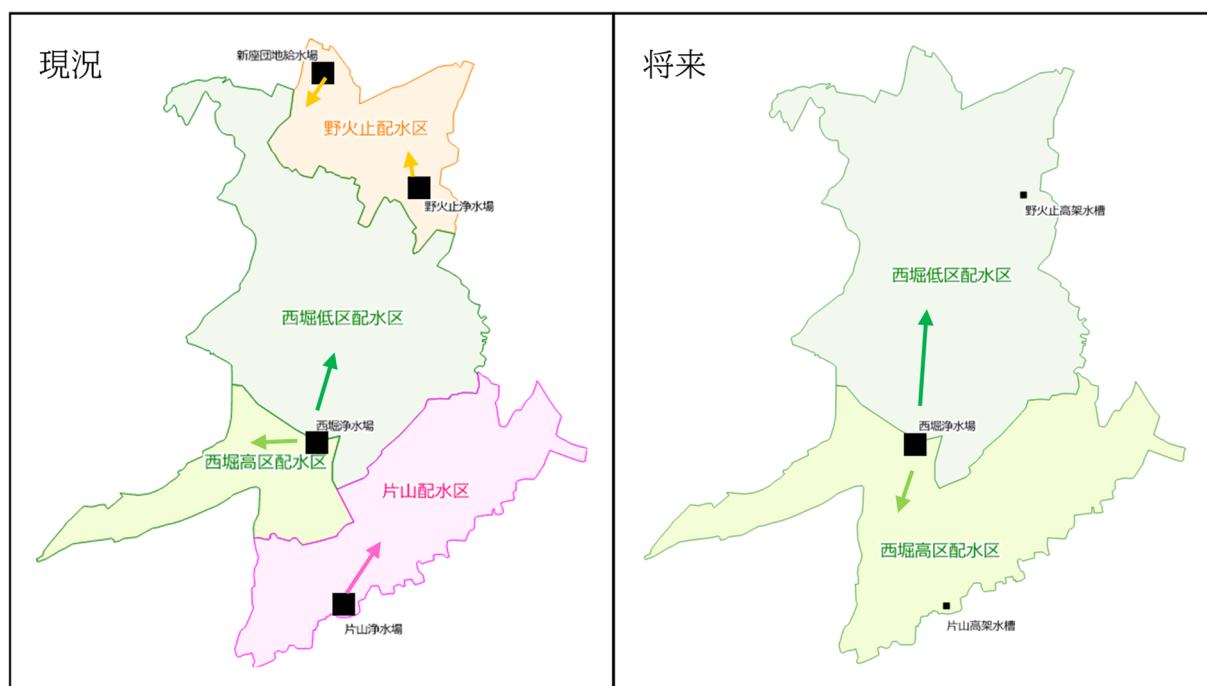 現況
新座団地給水場
野火止配水区
野火止浄水場
西堀低区配水区
西堀浄水場
西堀高区配水区
片山配水区
片山浄水場
将来
野火止高架水槽
西堀低区配水区
西堀浄水場
西堀高区配水区
片山高架水槽